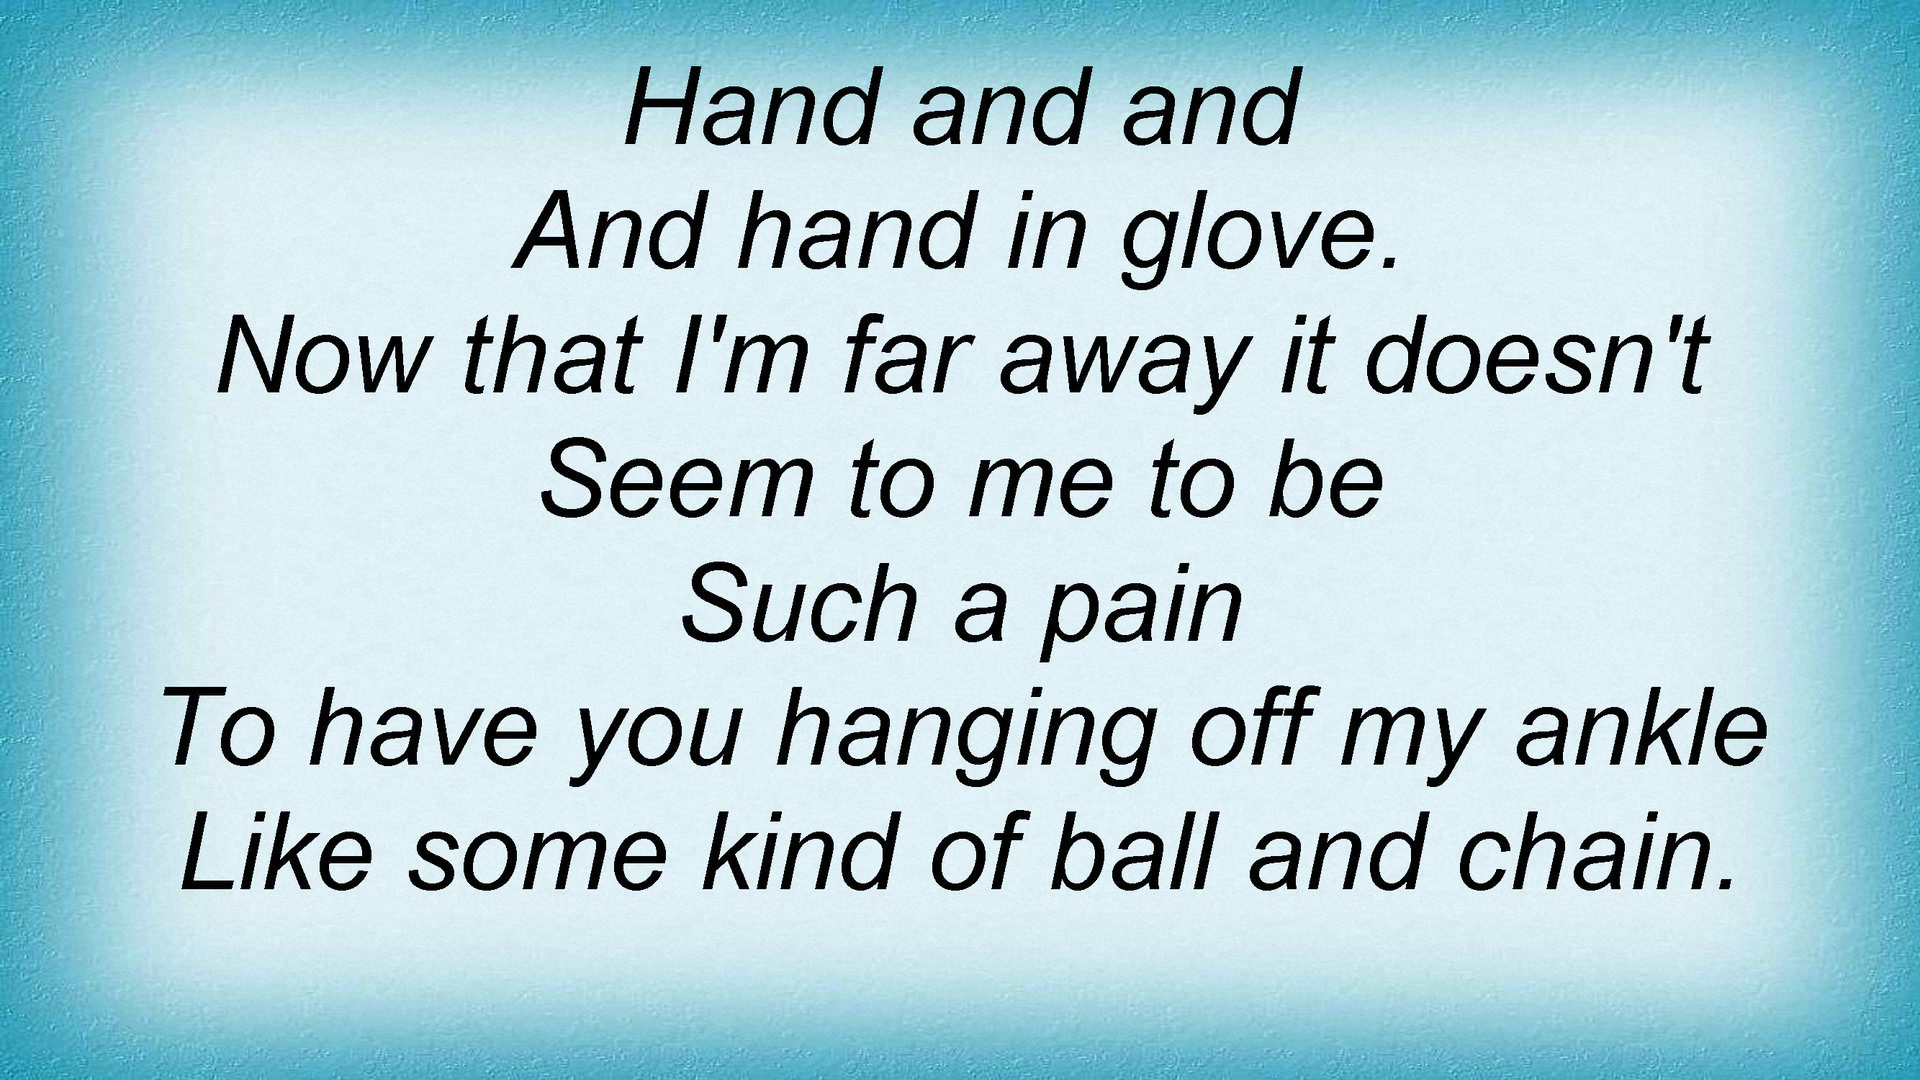 Hand and and
And hand in glove.
Now that I'm far away it doesn't
Seem to me to be
Such a pain
To have you hanging off my ankle
Like some kind of ball and chain.